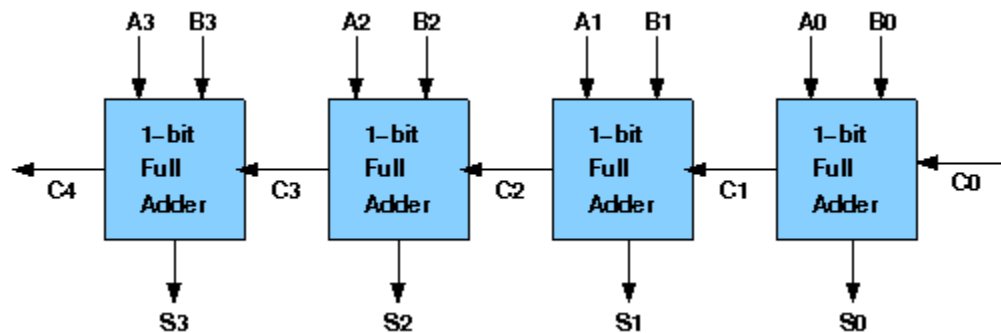 A3 B3 A2 B2 A1 B1 A0 B0
1-bit 1-bit 1-bit 1-bit
Full Full Full Full
Adder Adder Adder Adder
C4 C3 C2 C1 C0
S3 S2 S1 S0